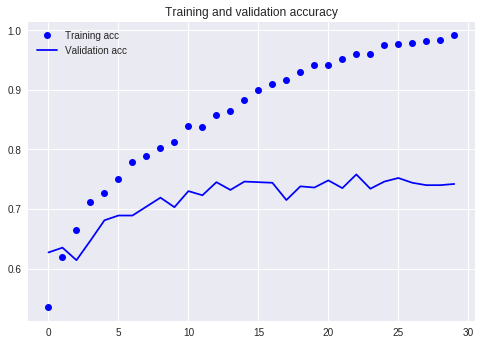 Training and validation accuracy
Training acc
Validation acc
1.0
0.9
0.8
0.7
0.6
0 5 10 15 20 25 30